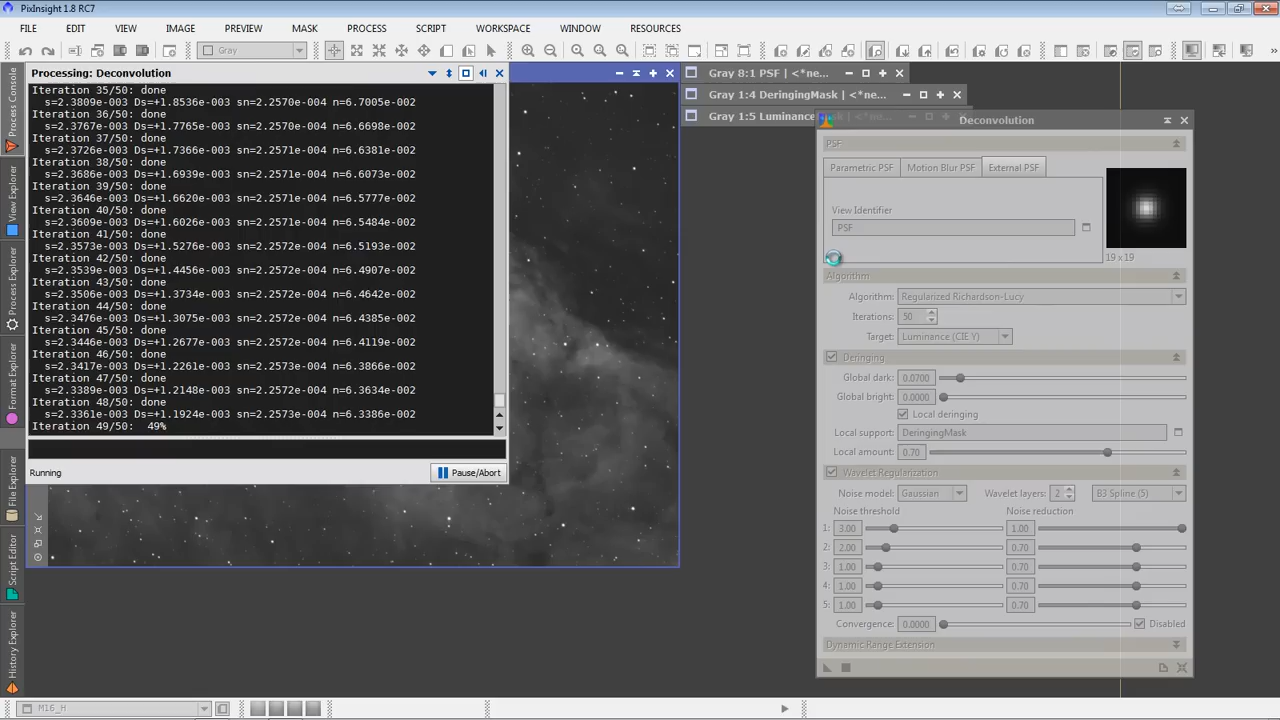 PixInsight 1.8 RC7
FILE EDIT VIEW IMAGE PROCESS PREVIEW MASK SCRIPT WORKSPACE WINDOW RESOURCES
Gray
Process Console
View Explorer
Process Explorer
Format Explorer
File Explorer
Script Editor
History Explorer
Processing: Deconvolution
Iteration 35/50: done
s=2.3809e-003 Ds=+1.8536e-003 sn=2.2570e-004 n=6.7005e-002
Iteration 36/50: done
s=2.3767e-003 Ds=+1.7765e-003 sn=2.2570e-004 n=6.6698e-002
Iteration 37/50: done
s=2.3726e-003 Ds=+1.7366e-003 sn=2.2570e-004 n=6.6381e-002
Iteration 38/50: done
s=2.3686e-003 Ds=+1.6939e-003 sn=2.2570e-004 n=6.6073e-002
Iteration 39/50: done
s=2.3646e-003 Ds=+1.6620e-003 sn=2.2571e-004 n=6.5777e-002
Iteration 40/50: done
s=2.3609e-003 Ds=+1.6026e-003 sn=2.2571e-004 n=6.5484e-002
Iteration 41/50: done
s=2.3573e-003 Ds=+1.5276e-003 sn=2.2571e-004 n=6.5193e-002
Iteration 42/50: done
s=2.3539e-003 Ds=+1.4456e-003 sn=2.2572e-004 n=6.4907e-002
Iteration 43/50: done
s=2.3506e-003 Ds=+1.3734e-003 sn=2.2572e-004 n=6.4642e-002
Iteration 44/50: done
s=2.3476e-003 Ds=+1.3075e-003 sn=2.2572e-004 n=6.4385e-002
Iteration 45/50: done
s=2.3446e-003 Ds=+1.2677e-003 sn=2.2572e-004 n=6.4119e-002
Iteration 46/50: done
s=2.3417e-003 Ds=+1.2261e-003 sn=2.2572e-004 n=6.3866e-002
Iteration 47/50: done
s=2.3389e-003 Ds=+1.2148e-003 sn=2.2572e-004 n=6.3634e-002
Iteration 48/50: done
s=2.3361e-003 Ds=+1.1924e-003 sn=2.2573e-004 n=6.3386e-002
Iteration 49/50: 49%
Running
Pause/Abort
Gray 8:1 PSF | <*ne...
Gray 1:4 DeringingMask | <*ne...
Gray 1:5 Luminance
Deconvolution
PSF
Parametric PSF Motion Blur PSF External PSF
View Identifier
PSF
19 x 19
Algorithm
Algorithm: Regularized Richardson-Lucy
Iterations: 50
Target: Luminance (CIE Y)
Deringing
Global dark: 0.0700
Global bright: 0.0000
Local deringing
Local support: DeringingMask
Local amount: 0.70
Wavelet Regularization
Noise model: Gaussian Wavelet layers: 2 B3 Spline (5)
Noise threshold Noise reduction
1: 3.00 1.00
2: 2.00 0.70
3: 1.00 0.70
4: 1.00 0.70
5: 1.00 0.70
Convergence: 0.0000 Disabled
Dynamic Range Extension
M16_H